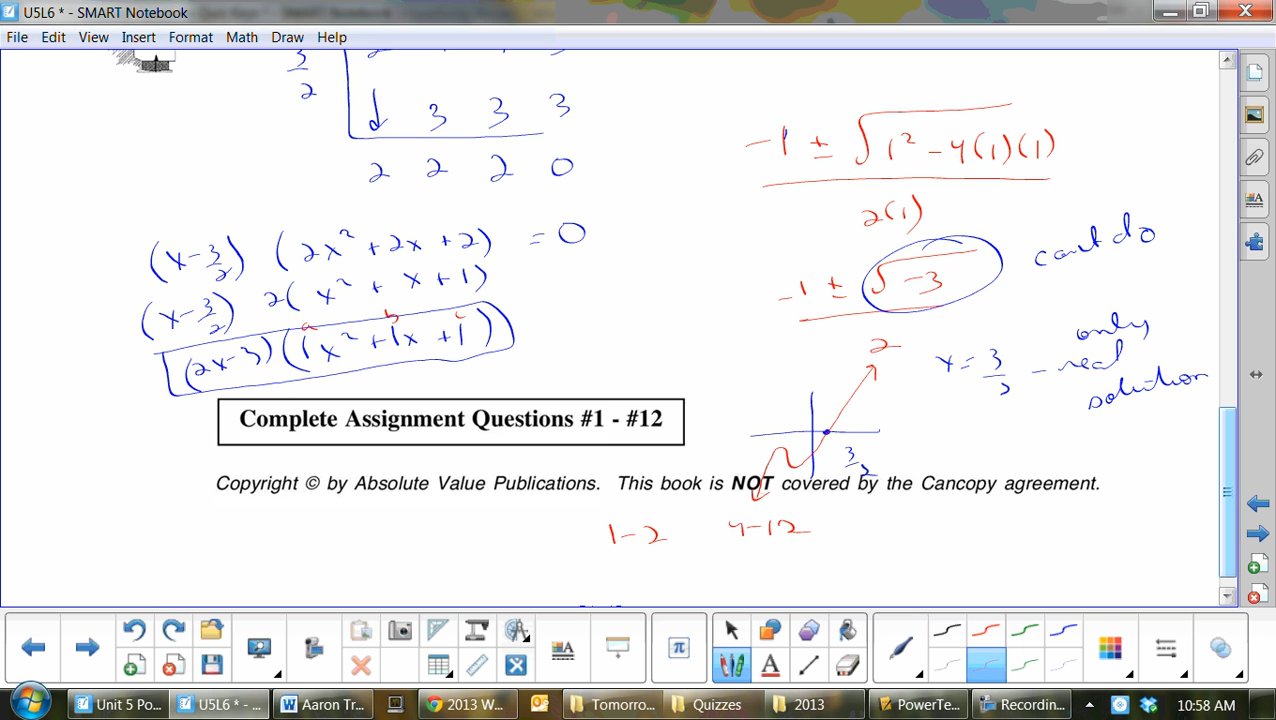 U5L6 * - SMART Notebook
File Edit View Insert Format Math Draw Help
3/2
3 3 3
2 2 2 0
(x-3/2) (2x² + 2x + 2) = 0
(x-3/2) 2(x² + x + 1)
a b c
(2x-3)(1x² + 1x + 1)
-1 ± √1² - 4(1)(1)
2(1)
-1 ± √-3
2
can't do
x = 3/2 - only real solution
3/2
Complete Assignment Questions #1 - #12
Copyright © by Absolute Value Publications. This book is NOT covered by the Cancopy agreement.
1-2 4-12
Unit 5 Po... U5L6 * - ... Aaron Tr... 2013 W... Tomorro... Quizzes 2013 PowerTe... Recordin... 10:58 AM